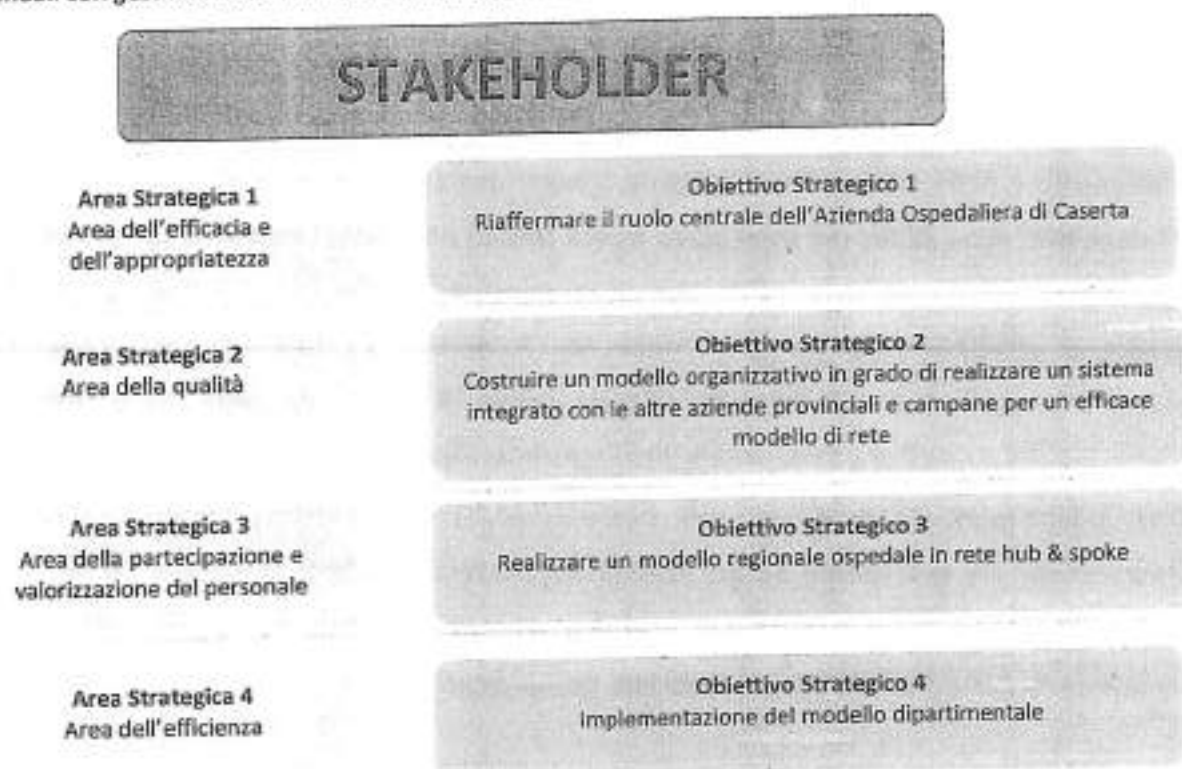 STAKEHOLDER
Area Strategica 1
Area dell'efficacia e
dell'appropriatezza
Obiettivo Strategico 1
Riaffermare il ruolo centrale dell'Azienda Ospedaliera di Caserta
Area Strategica 2
Area della qualità
Obiettivo Strategico 2
Costruire un modello organizzativo in grado di realizzare un sistema
integrato con le altre aziende provinciali e campane per un efficace
modello di rete
Area Strategica 3
Area della partecipazione e
valorizzazione del personale
Obiettivo Strategico 3
Realizzare un modello regionale ospedale in rete hub & spoke
Area Strategica 4
Area dell'efficienza
Obiettivo Strategico 4
Implementazione del modello dipartimentale